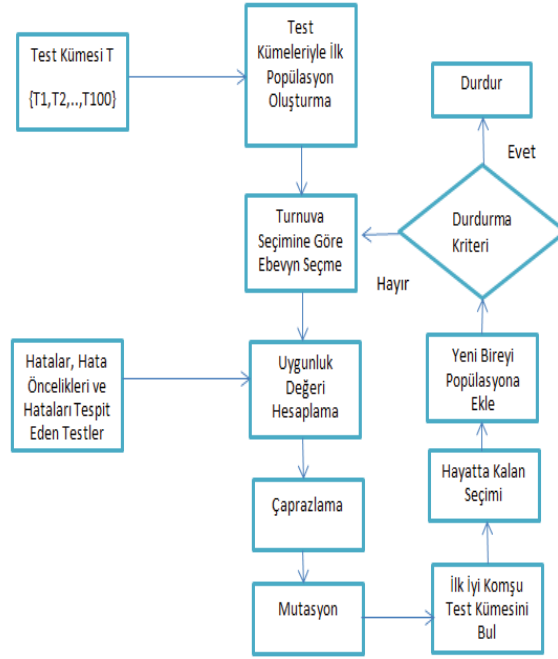 Test Kümesi T
{T1,T2,..,T100}
Test
Kümeleriyle İlk
Popülasyon
Oluşturma
Turnuva
Seçimine Göre
Ebevyn Seçme
Hatalar, Hata
Öncelikleri ve
Hataları Tespit
Eden Testler
Uygunluk
Değeri
Hesaplama
Çaprazlama
Mutasyon
İlk İyi Komşu
Test Kümesini
Bul
Hayatta Kalan
Seçimi
Yeni Bireyi
Popülasyona
Ekle
Durdurma
Kriteri
Hayır
Evet
Durdur